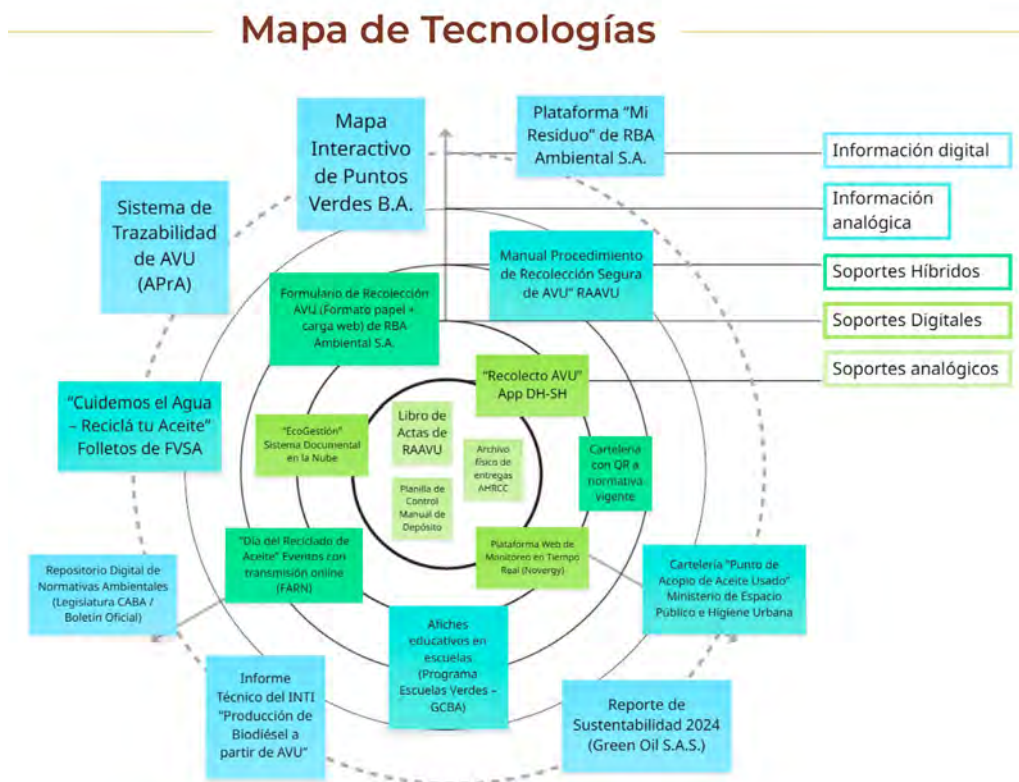 Mapa de Tecnologías
Mapa
Interactivo
de Puntos
Verdes B.A.
Plataforma “Mi
Residuo” de RBA
Ambiental S.A.
Información digital
Información
analógica
Soportes Híbridos
Soportes Digitales
Soportes analógicos
Sistema de
Trazabilidad
de AVU
(APrA)
Manual Procedimiento
de Recolección Segura
de AVU” RAAVU
Formulario de Recolección
AVU (Formato papel +
carga web) de RBA
Ambiental S.A.
“Recolecto AVU”
App DH-SH
“Cuidemos el Agua
– Reciclá tu Aceite”
Folletos de FVSA
“EcoGestión”
Sistema Documental
en la Nube
Libro de
Actas de
RAAVU
Archivo
físico de
entregas
AHRCC
Cartelería
con QR a
normativa
vigente
Planilla de
Control
Manual de
Depósito
“Día del Reciclado de
Aceite” Eventos con
transmisión online
(FARN)
Plataforma Web de
Monitoreo en Tiempo
Real (Novergy)
Repositorio Digital de
Normativas Ambientales
(Legislatura CABA /
Boletín Oficial)
Cartelería “Punto de
Acopio de Aceite Usado”
Ministerio de Espacio
Público e Higiene Urbana
Afiches
educativos en
escuelas
(Programa
Escuelas Verdes –
GCBA)
Informe
Técnico del INTI
“Producción de
Biodiésel a
partir de AVU”
Reporte de
Sustentabilidad 2024
(Green Oil S.A.S.)